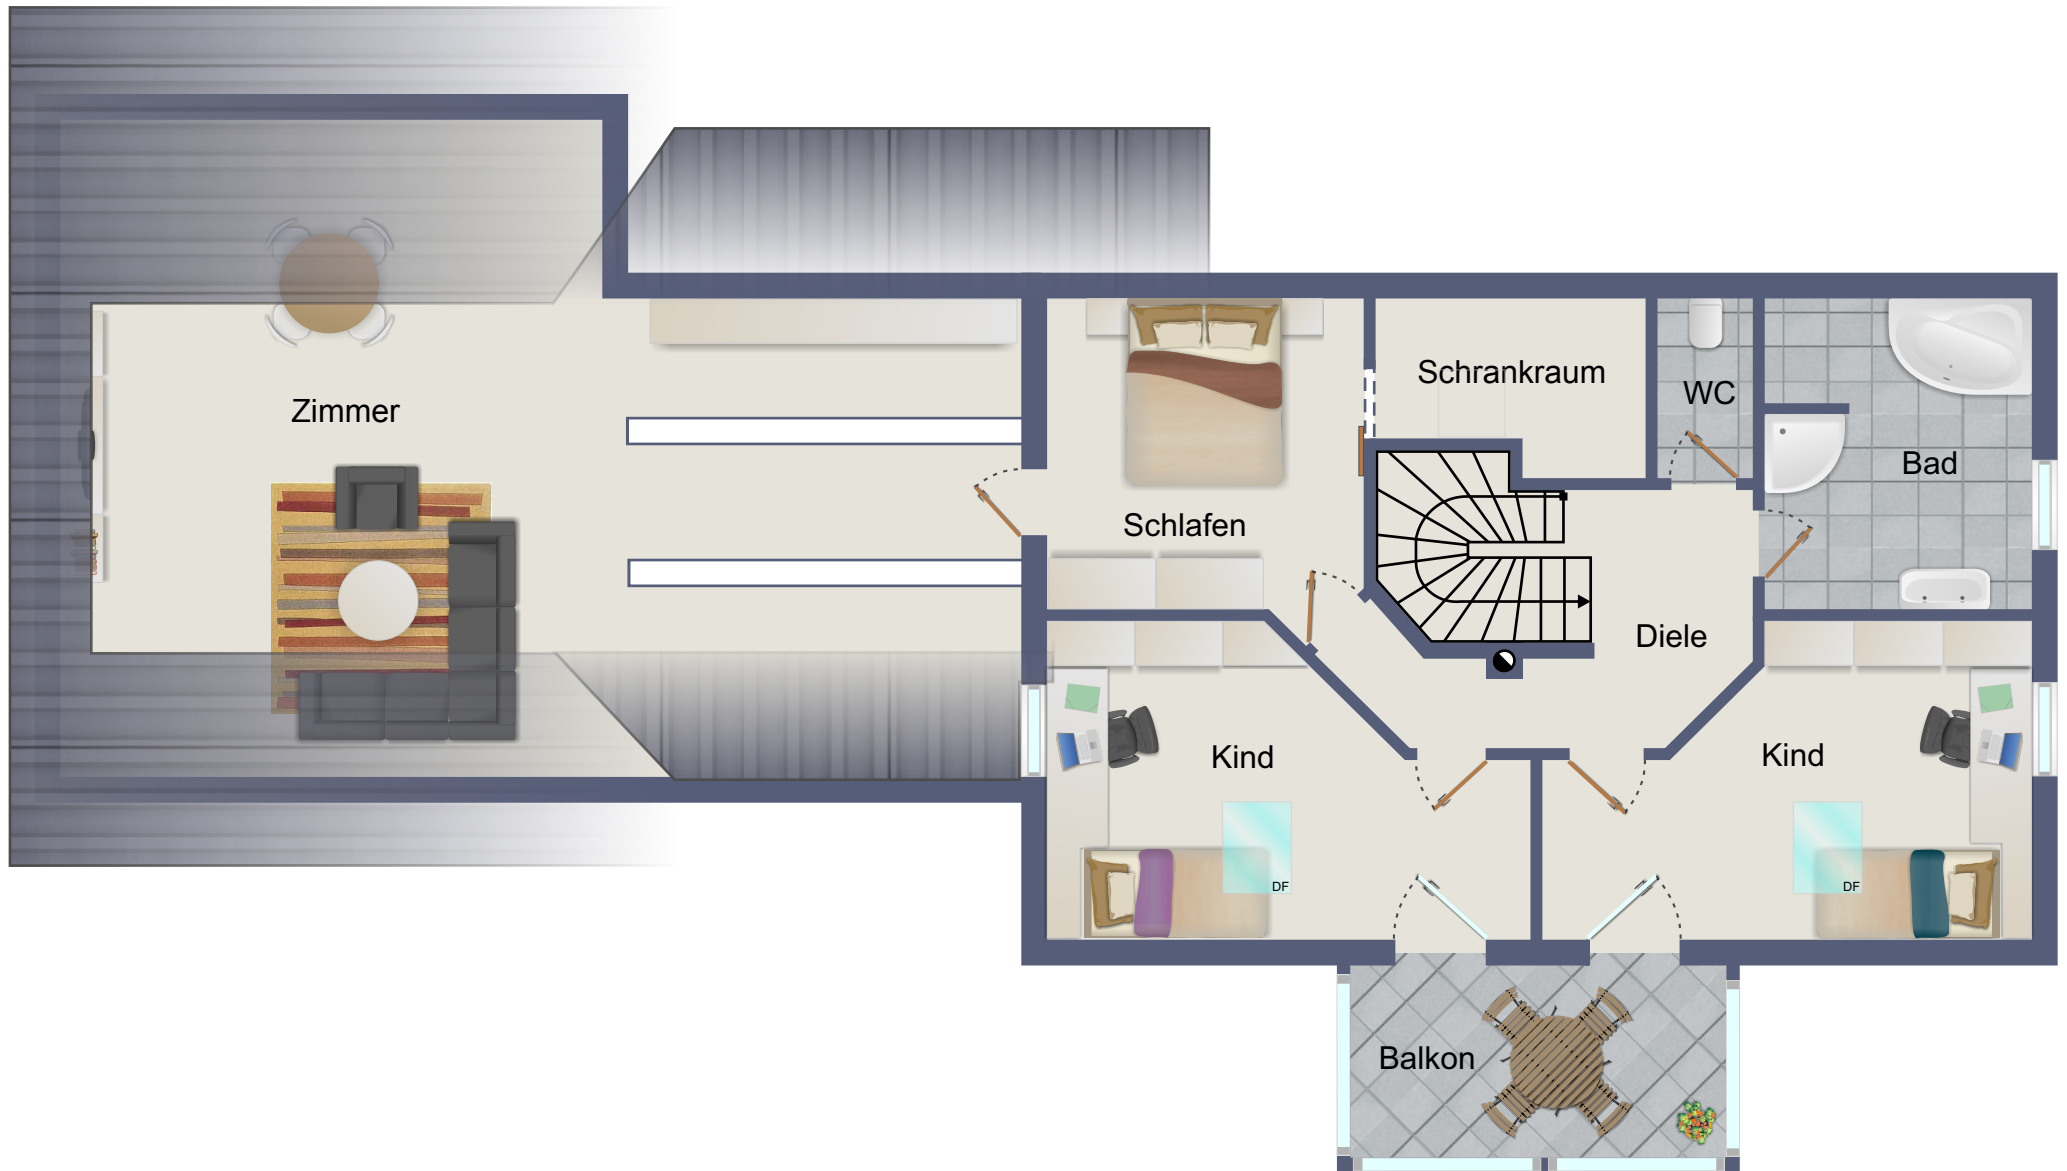 Zimmer
Schrankraum
WC
Bad
Schlafen
Diele
Kind
Kind
DF
DF
Balkon